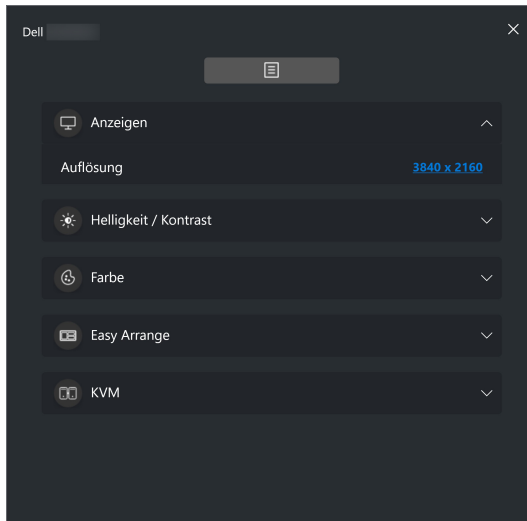 Dell
Anzeigen
Auflösung 3840 x 2160
Helligkeit / Kontrast
Farbe
Easy Arrange
KVM